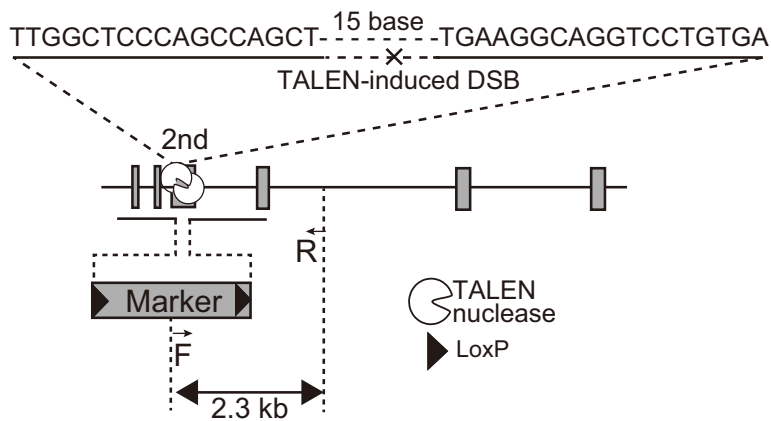 15 base
TTGGCTCCCAGCCAGCT TGAAGGCAGGTCCTGTGA
TALEN-induced DSB
2nd
R
Marker
TALEN
nuclease
LoxP
F
2.3 kb